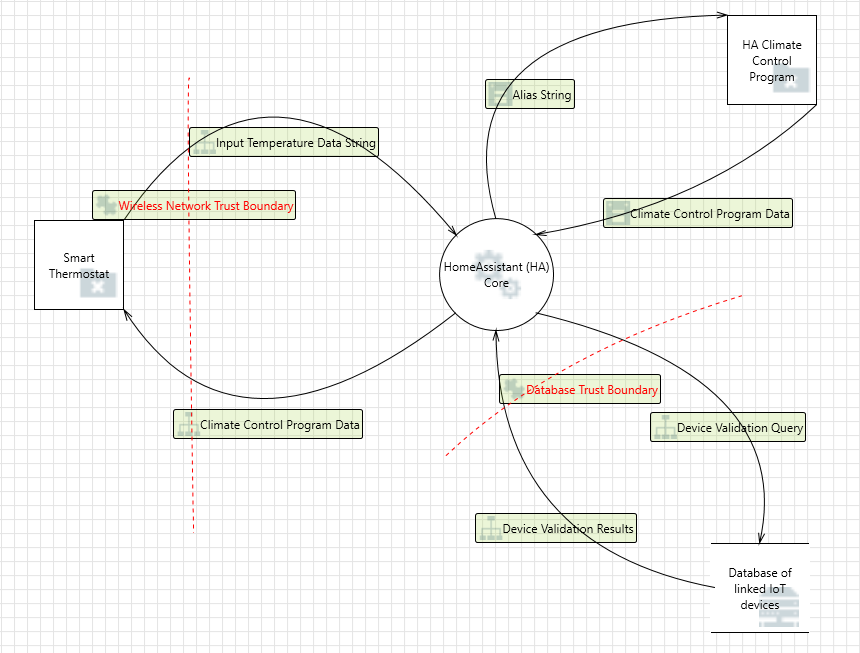 HA Climate
Control
Program
Alias String
Input Temperature Data String
Wireless Network Trust Boundary
Climate Control Program Data
Smart
Thermostat
HomeAssistant (HA)
Core
Database Trust Boundary
Climate Control Program Data
Device Validation Query
Device Validation Results
Database of
linked IoT
devices